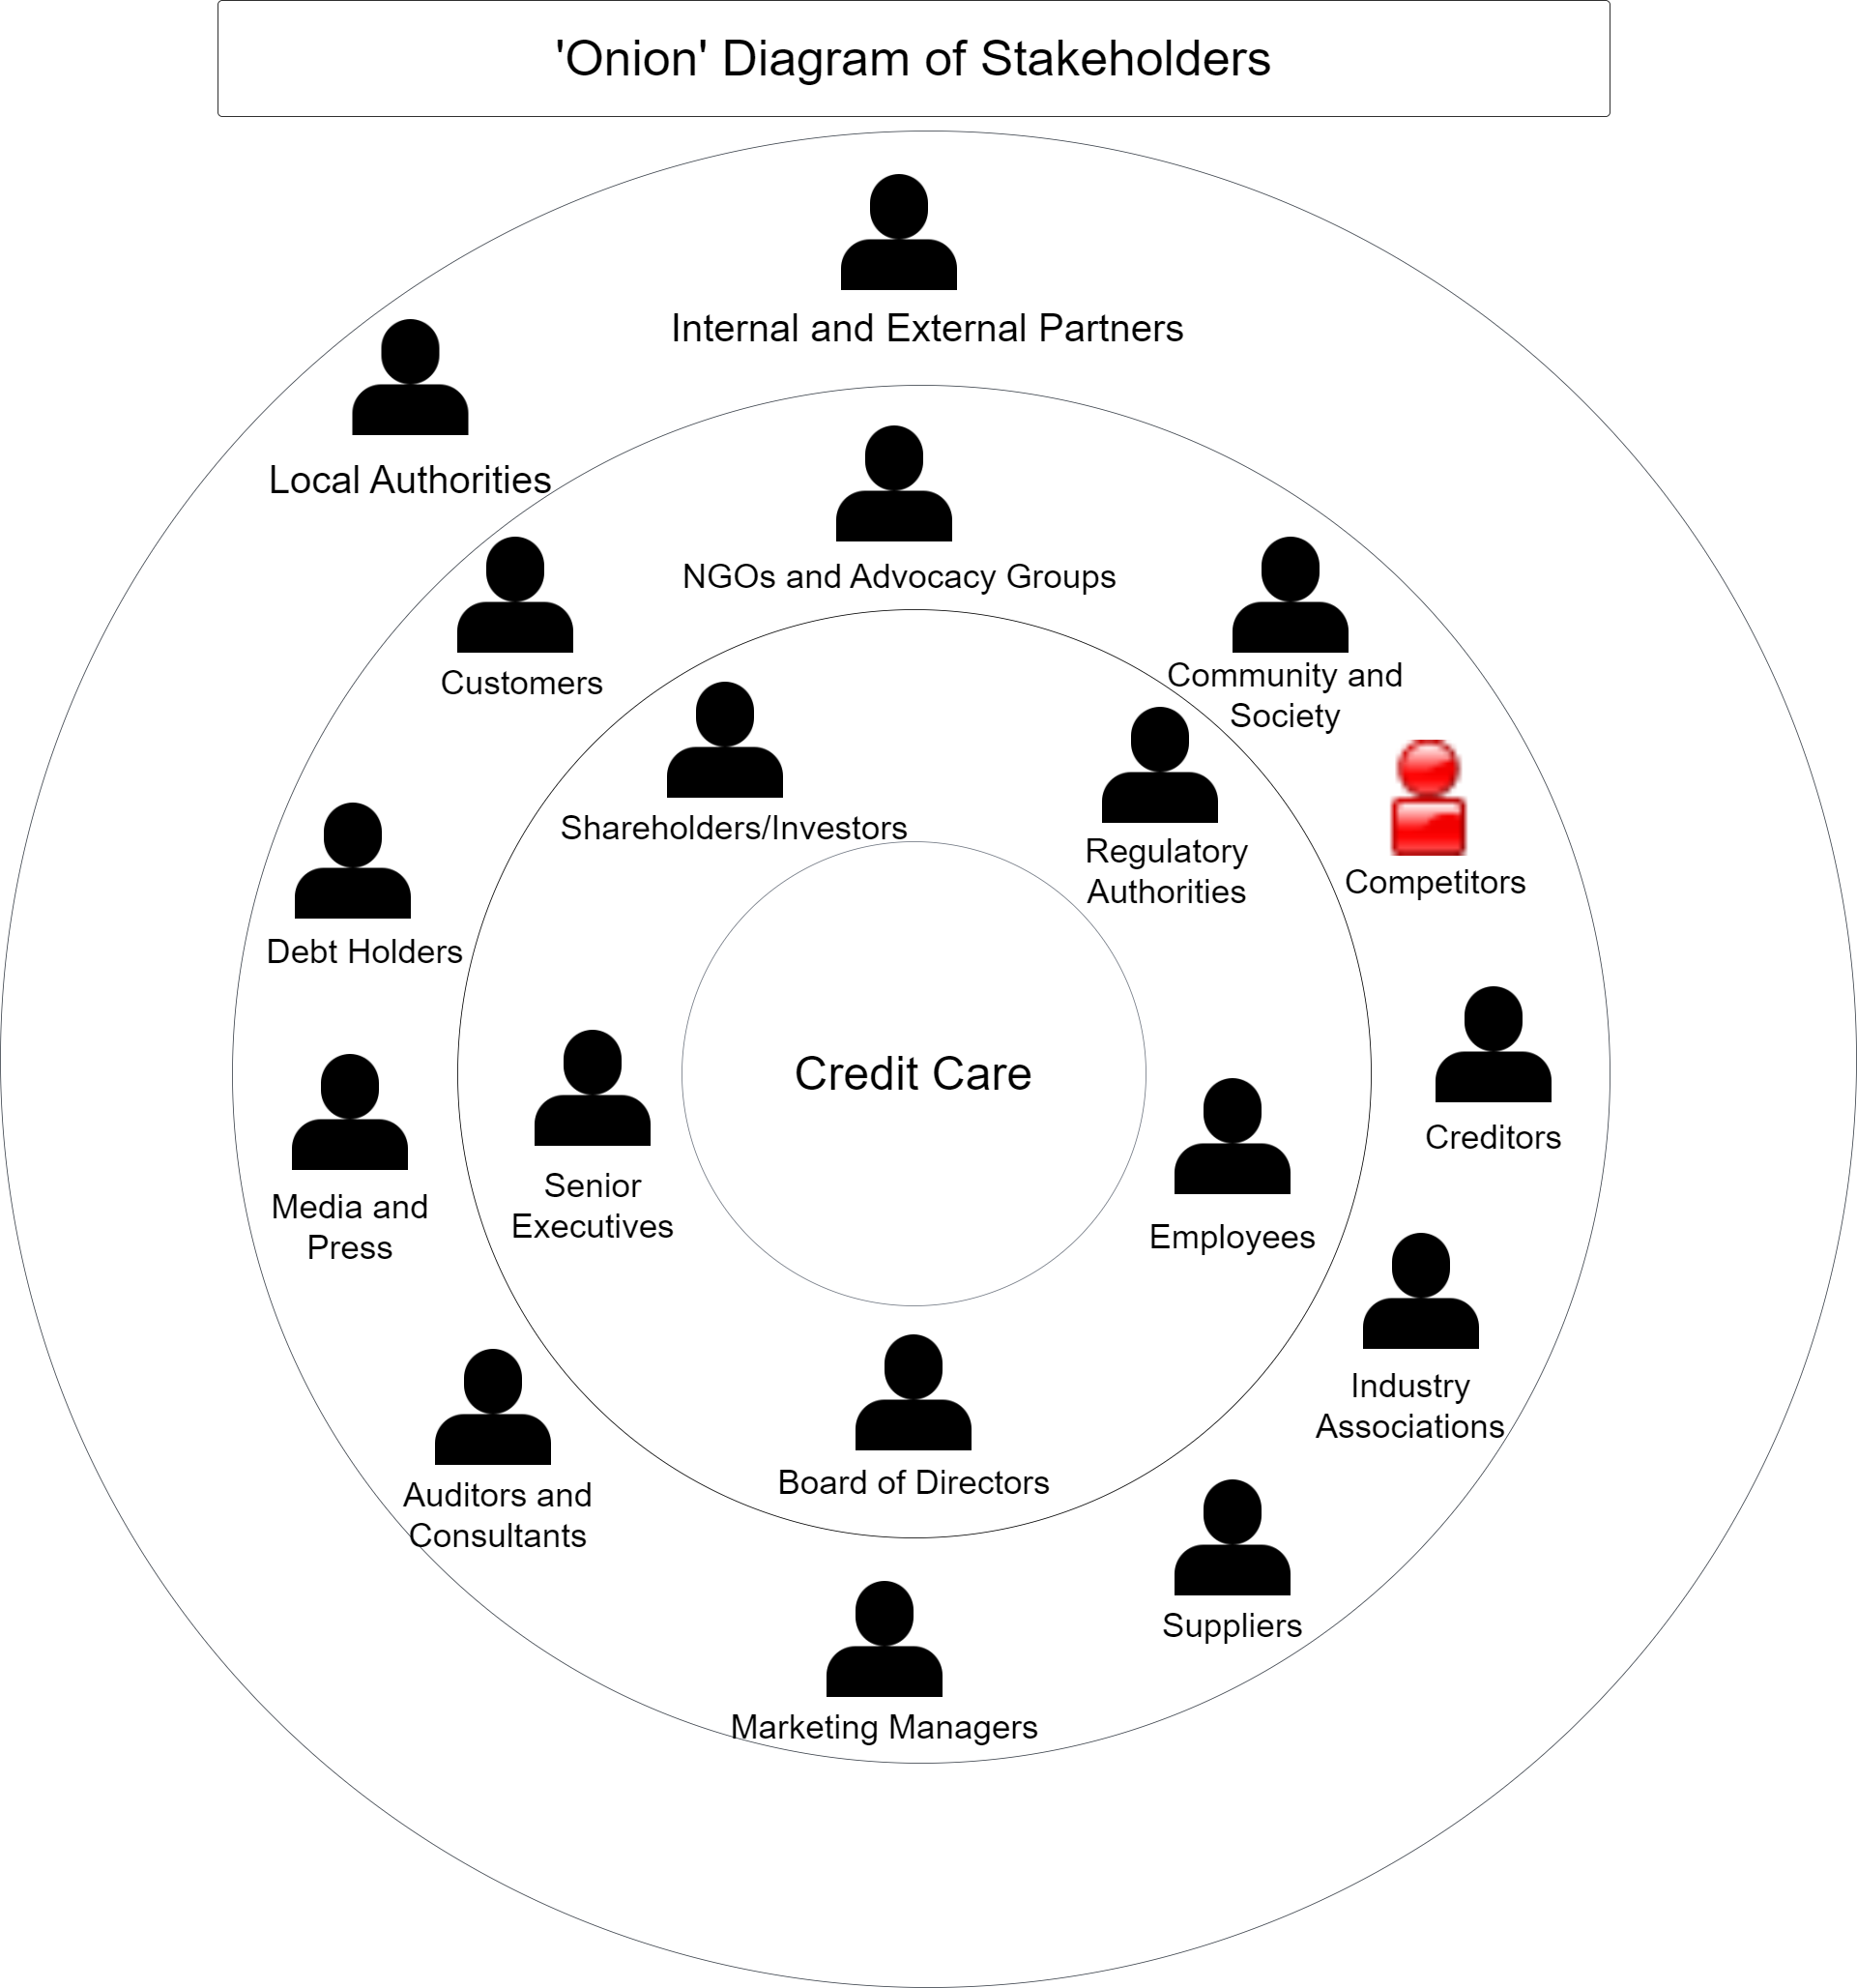 'Onion' Diagram of Stakeholders
Internal and External Partners
Local Authorities
NGOs and Advocacy Groups
Customers
Community and
Society
Shareholders/Investors
Regulatory
Authorities
Competitors
Debt Holders
Credit Care
Creditors
Senior
Executives
Media and
Press
Employees
Industry
Associations
Board of Directors
Auditors and
Consultants
Suppliers
Marketing Managers